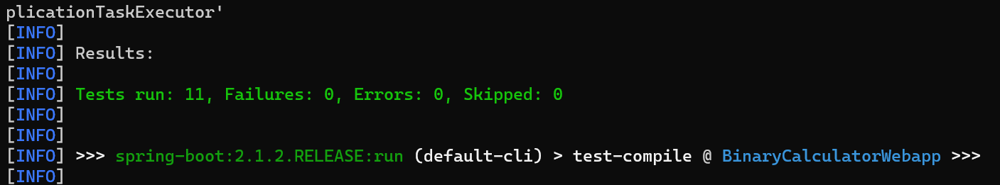 plicationTaskExecutor'
[INFO]
[INFO] Results:
[INFO]
[INFO] Tests run: 11, Failures: 0, Errors: 0, Skipped: 0
[INFO]
[INFO]
[INFO] >>> spring-boot:2.1.2.RELEASE:run (default-cli) > test-compile @ BinaryCalculatorWebapp >>>
[INFO]